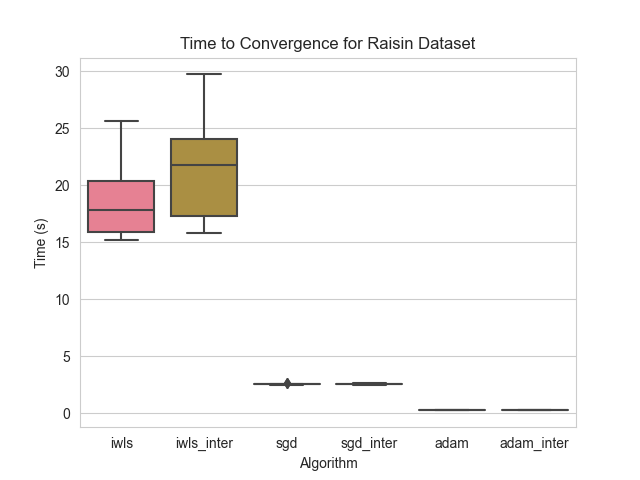 Time to Convergence for Raisin Dataset
30
25
20
15
10
5
0
Time (s)
iwls iwls_inter sgd sgd_inter adam adam_inter
Algorithm